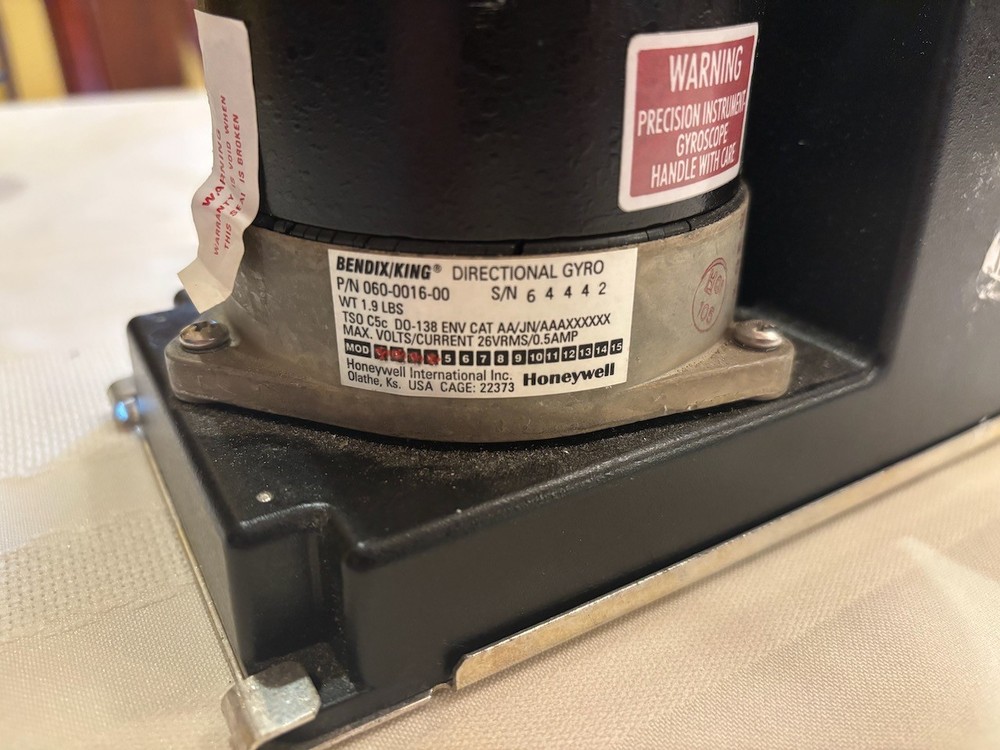 WARNING
PRECISION INSTRUMENT
GYROSCOPE
HANDLE WITH CARE
WARNING
WARRANTY IS VOID WHEN
THIS SEAL IS BROKEN
BENDIX/KING® DIRECTIONAL GYRO
P/N 060-0016-00 S/N 64442
WT 1.9 LBS
TSO C5c DO-138 ENV CAT AA/JN/AAAXXXXXX
MAX. VOLTS/CURRENT 26VRMS/0.5AMP
MOD 5 6 7 8 9 10 11 12 13 14 15
Honeywell International Inc.
Olathe, Ks. USA CAGE: 22373 Honeywell
106